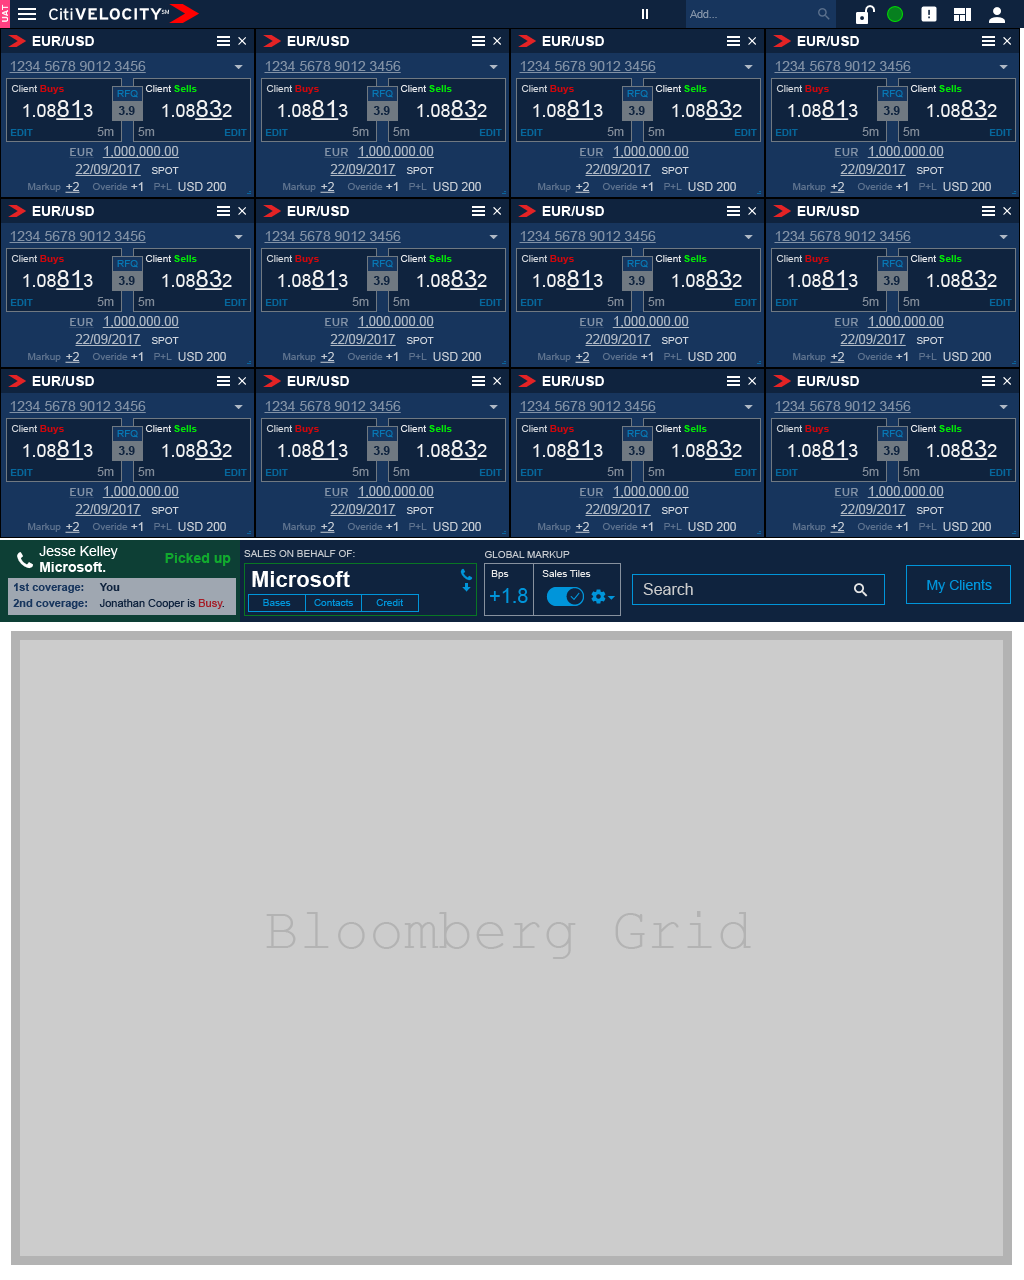 UAT CitiVELOCITY SM Add...
EUR/USD EUR/USD EUR/USD EUR/USD
1234 5678 9012 3456 1234 5678 9012 3456 1234 5678 9012 3456 1234 5678 9012 3456
Client Buys RFQ Client Sells Client Buys RFQ Client Sells Client Buys RFQ Client Sells Client Buys RFQ Client Sells
1.08813 3.9 1.08832 1.08813 3.9 1.08832 1.08813 3.9 1.08832 1.08813 3.9 1.08832
EDIT 5m 5m EDIT EDIT 5m 5m EDIT EDIT 5m 5m EDIT EDIT 5m 5m EDIT
EUR 1,000,000.00 EUR 1,000,000.00 EUR 1,000,000.00 EUR 1,000,000.00
22/09/2017 SPOT 22/09/2017 SPOT 22/09/2017 SPOT 22/09/2017 SPOT
Markup +2 Overide +1 P+L USD 200 Markup +2 Overide +1 P+L USD 200 Markup +2 Overide +1 P+L USD 200 Markup +2 Overide +1 P+L USD 200
EUR/USD EUR/USD EUR/USD EUR/USD
1234 5678 9012 3456 1234 5678 9012 3456 1234 5678 9012 3456 1234 5678 9012 3456
Client Buys RFQ Client Sells Client Buys RFQ Client Sells Client Buys RFQ Client Sells Client Buys RFQ Client Sells
1.08813 3.9 1.08832 1.08813 3.9 1.08832 1.08813 3.9 1.08832 1.08813 3.9 1.08832
EDIT 5m 5m EDIT EDIT 5m 5m EDIT EDIT 5m 5m EDIT EDIT 5m 5m EDIT
EUR 1,000,000.00 EUR 1,000,000.00 EUR 1,000,000.00 EUR 1,000,000.00
22/09/2017 SPOT 22/09/2017 SPOT 22/09/2017 SPOT 22/09/2017 SPOT
Markup +2 Overide +1 P+L USD 200 Markup +2 Overide +1 P+L USD 200 Markup +2 Overide +1 P+L USD 200 Markup +2 Overide +1 P+L USD 200
EUR/USD EUR/USD EUR/USD EUR/USD
1234 5678 9012 3456 1234 5678 9012 3456 1234 5678 9012 3456 1234 5678 9012 3456
Client Buys RFQ Client Sells Client Buys RFQ Client Sells Client Buys RFQ Client Sells Client Buys RFQ Client Sells
1.08813 3.9 1.08832 1.08813 3.9 1.08832 1.08813 3.9 1.08832 1.08813 3.9 1.08832
EDIT 5m 5m EDIT EDIT 5m 5m EDIT EDIT 5m 5m EDIT EDIT 5m 5m EDIT
EUR 1,000,000.00 EUR 1,000,000.00 EUR 1,000,000.00 EUR 1,000,000.00
22/09/2017 SPOT 22/09/2017 SPOT 22/09/2017 SPOT 22/09/2017 SPOT
Markup +2 Overide +1 P+L USD 200 Markup +2 Overide +1 P+L USD 200 Markup +2 Overide +1 P+L USD 200 Markup +2 Overide +1 P+L USD 200
Jesse Kelley
Microsoft.
Picked up
1st coverage: You
2nd coverage: Jonathan Cooper is Busy.
SALES ON BEHALF OF:
Microsoft
Bases Contacts Credit
GLOBAL MARKUP
Bps Sales Tiles
+1.8
Search
My Clients
Bloomberg Grid